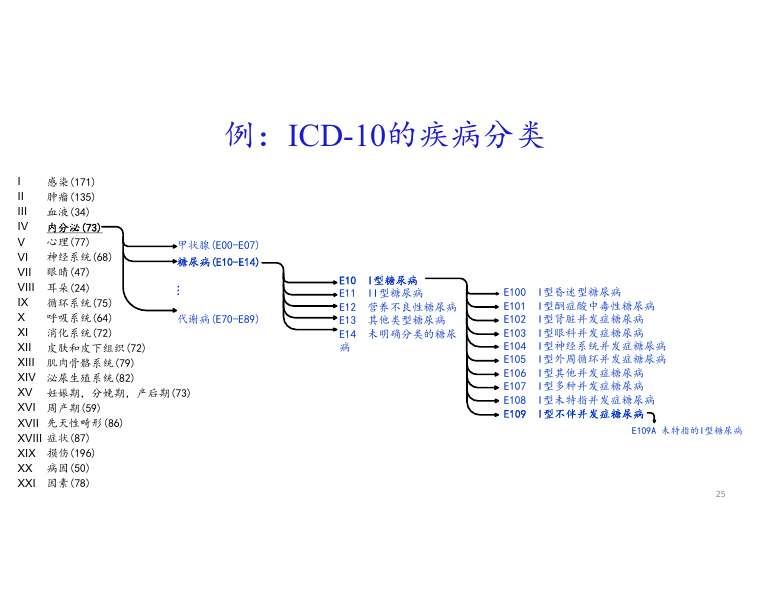 例：ICD-10的疾病分类
I 感染(171)
II 肿瘤(135)
III 血液(34)
IV 内分泌(73)
V 心理(77)
VI 神经系统(68)
VII 眼睛(47)
VIII 耳朵(24)
IX 循环系统(75)
X 呼吸系统(64)
XI 消化系统(72)
XII 皮肤和皮下组织(72)
XIII 肌肉骨骼系统(79)
XIV 泌尿生殖系统(82)
XV 妊娠期，分娩期，产后期(73)
XVI 周产期(59)
XVII 先天性畸形(86)
XVIII 症状(87)
XIX 损伤(196)
XX 病因(50)
XXI 因素(78)
甲状腺(E00-E07)
糖尿病(E10-E14)
⋮
代谢病(E70-E89)
E10 I型糖尿病
E11 II型糖尿病
E12 营养不良性糖尿病
E13 其他类型糖尿病
E14 未明确分类的糖尿
病
E100 I型昏迷型糖尿病
E101 I型酮症酸中毒性糖尿病
E102 I型肾脏并发症糖尿病
E103 I型眼科并发症糖尿病
E104 I型神经系统并发症糖尿病
E105 I型外周循环并发症糖尿病
E106 I型其他并发症糖尿病
E107 I型多种并发症糖尿病
E108 I型未特指并发症糖尿病
E109 I型不伴并发症糖尿病
E109A 未特指的I型糖尿病
25